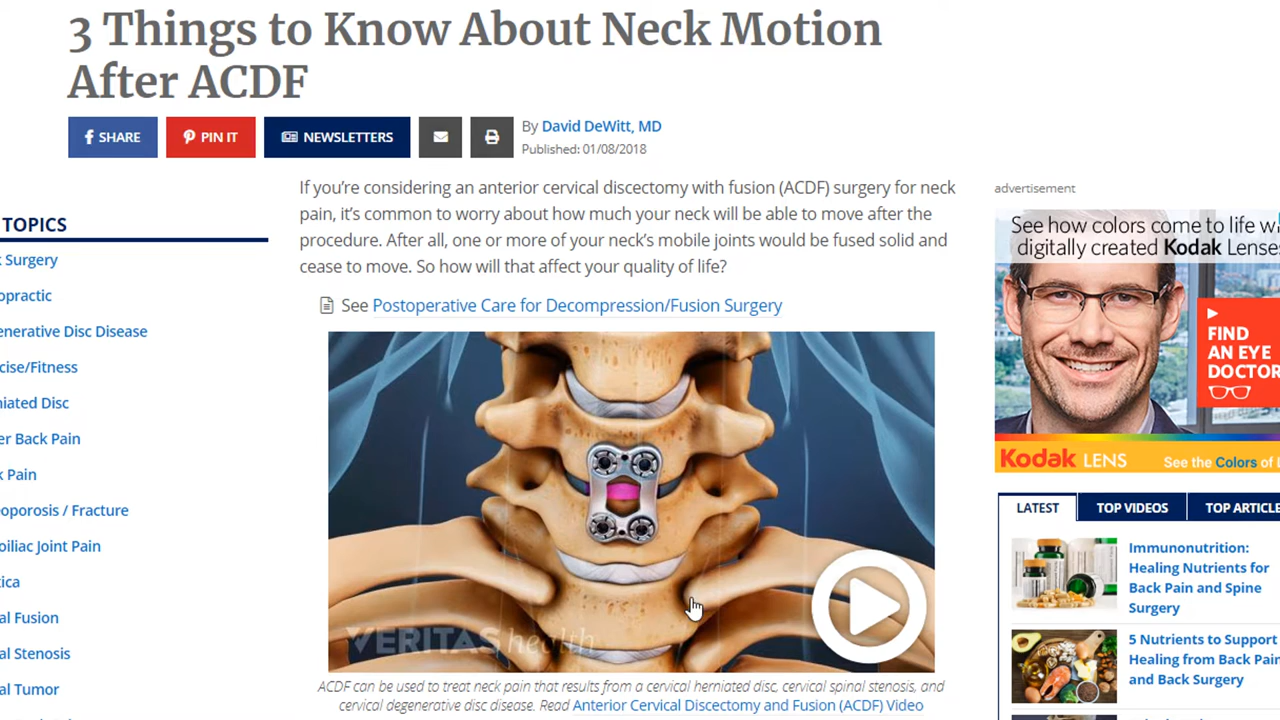 3 Things to Know About Neck Motion
After ACDF
SHARE
PIN IT
NEWSLETTERS
By David DeWitt, MD
Published: 01/08/2018
TOPICS
Surgery
opractic
enerative Disc Disease
cise/Fitness
niated Disc
er Back Pain
k Pain
eoporosis / Fracture
oiliac Joint Pain
tica
al Fusion
al Stenosis
al Tumor
If you’re considering an anterior cervical discectomy with fusion (ACDF) surgery for neck
pain, it’s common to worry about how much your neck will be able to move after the
procedure. After all, one or more of your neck’s mobile joints would be fused solid and
cease to move. So how will that affect your quality of life?
See Postoperative Care for Decompression/Fusion Surgery
VERITAS health
ACDF can be used to treat neck pain that results from a cervical herniated disc, cervical spinal stenosis, and
cervical degenerative disc disease. Read Anterior Cervical Discectomy and Fusion (ACDF) Video
advertisement
See how colors come to life w
digitally created Kodak Lense
FIND
AN EYE
DOCTOR
Kodak LENS
See the Colors of
LATEST
TOP VIDEOS
TOP ARTICLE
Immunonutrition:
Healing Nutrients for
Back Pain and Spine
Surgery
5 Nutrients to Support
Healing from Back Pain
and Back Surgery